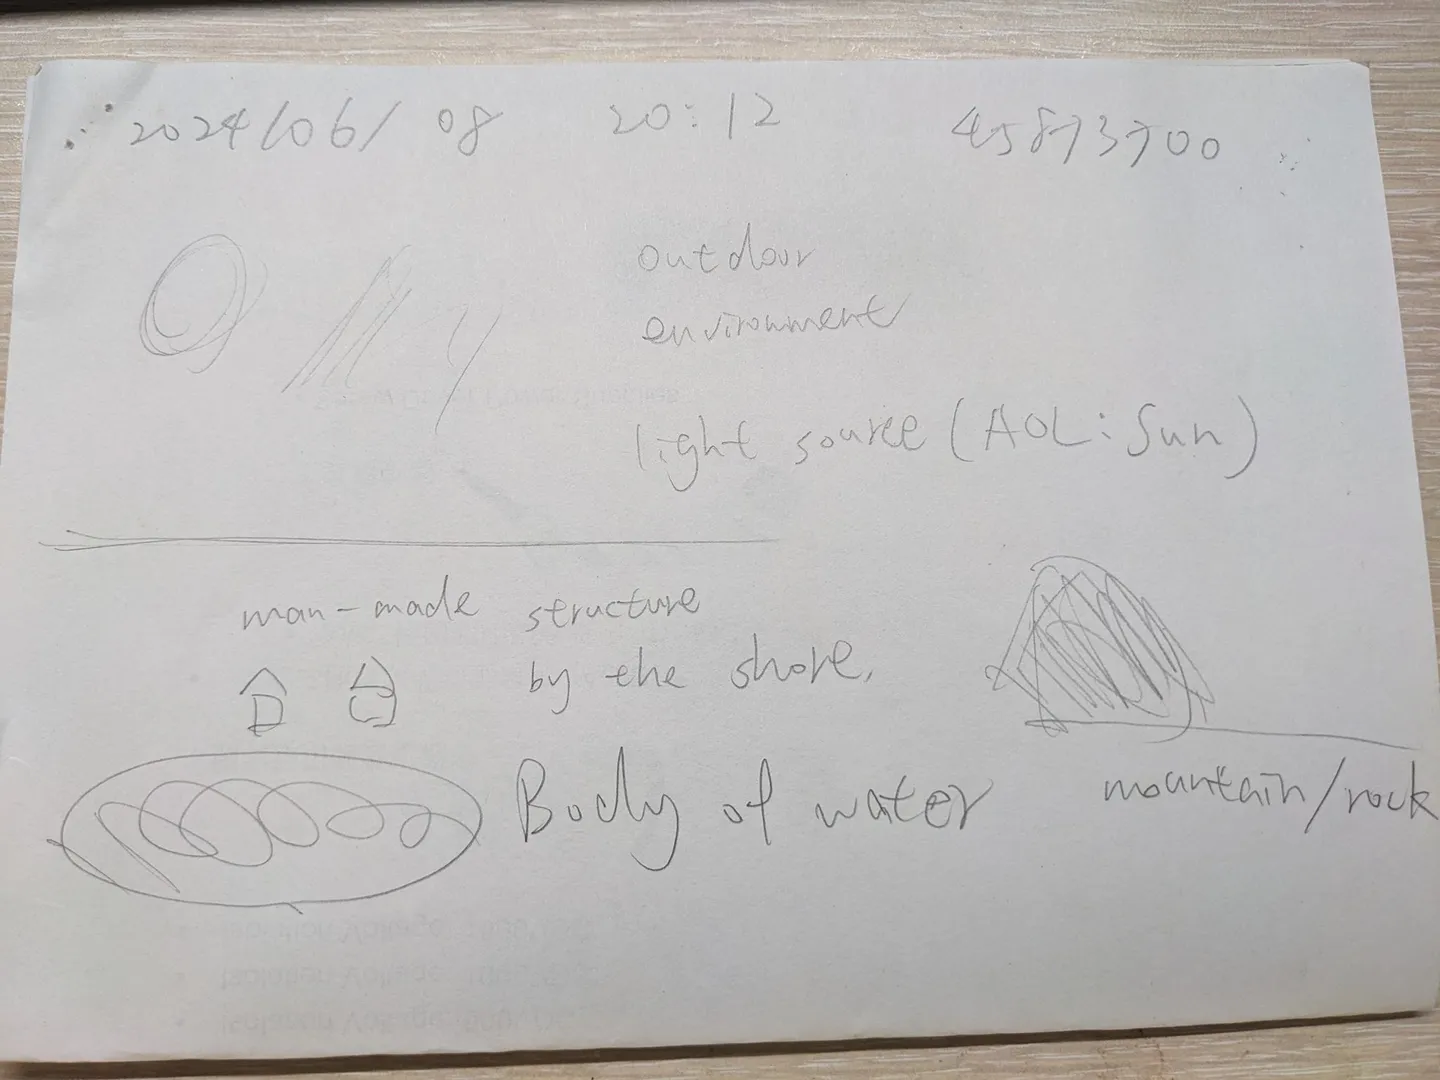 2024/06/08 20:12 45873700
outdoor
environment
light source (AOL: Sun)
man-made structure
by the shore.
Body of water
mountain/rock